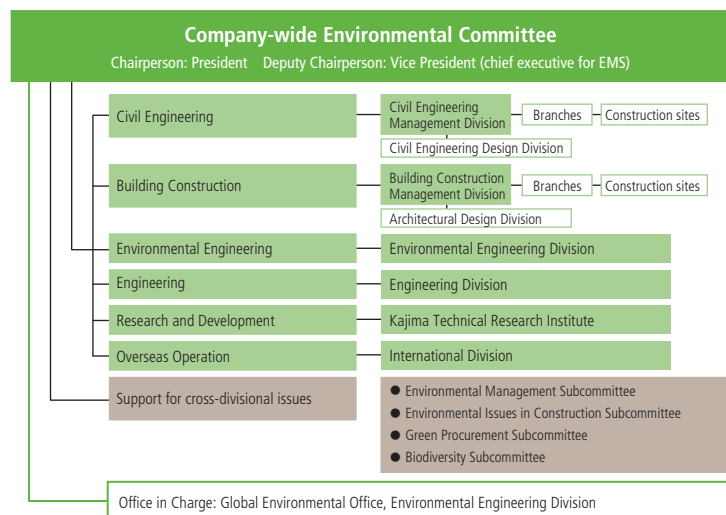 Company-wide Environmental Committee
Chairperson: President Deputy Chairperson: Vice President (chief executive for EMS)
Civil Engineering
Civil Engineering
Management Division
Branches
Construction sites
Civil Engineering Design Division
Building Construction
Building Construction
Management Division
Branches
Construction sites
Architectural Design Division
Environmental Engineering
Environmental Engineering Division
Engineering
Engineering Division
Research and Development
Kajima Technical Research Institute
Overseas Operation
International Division
Support for cross-divisional issues
● Environmental Management Subcommittee
● Environmental Issues in Construction Subcommittee
● Green Procurement Subcommittee
● Biodiversity Subcommittee
Office in Charge: Global Environmental Office, Environmental Engineering Division